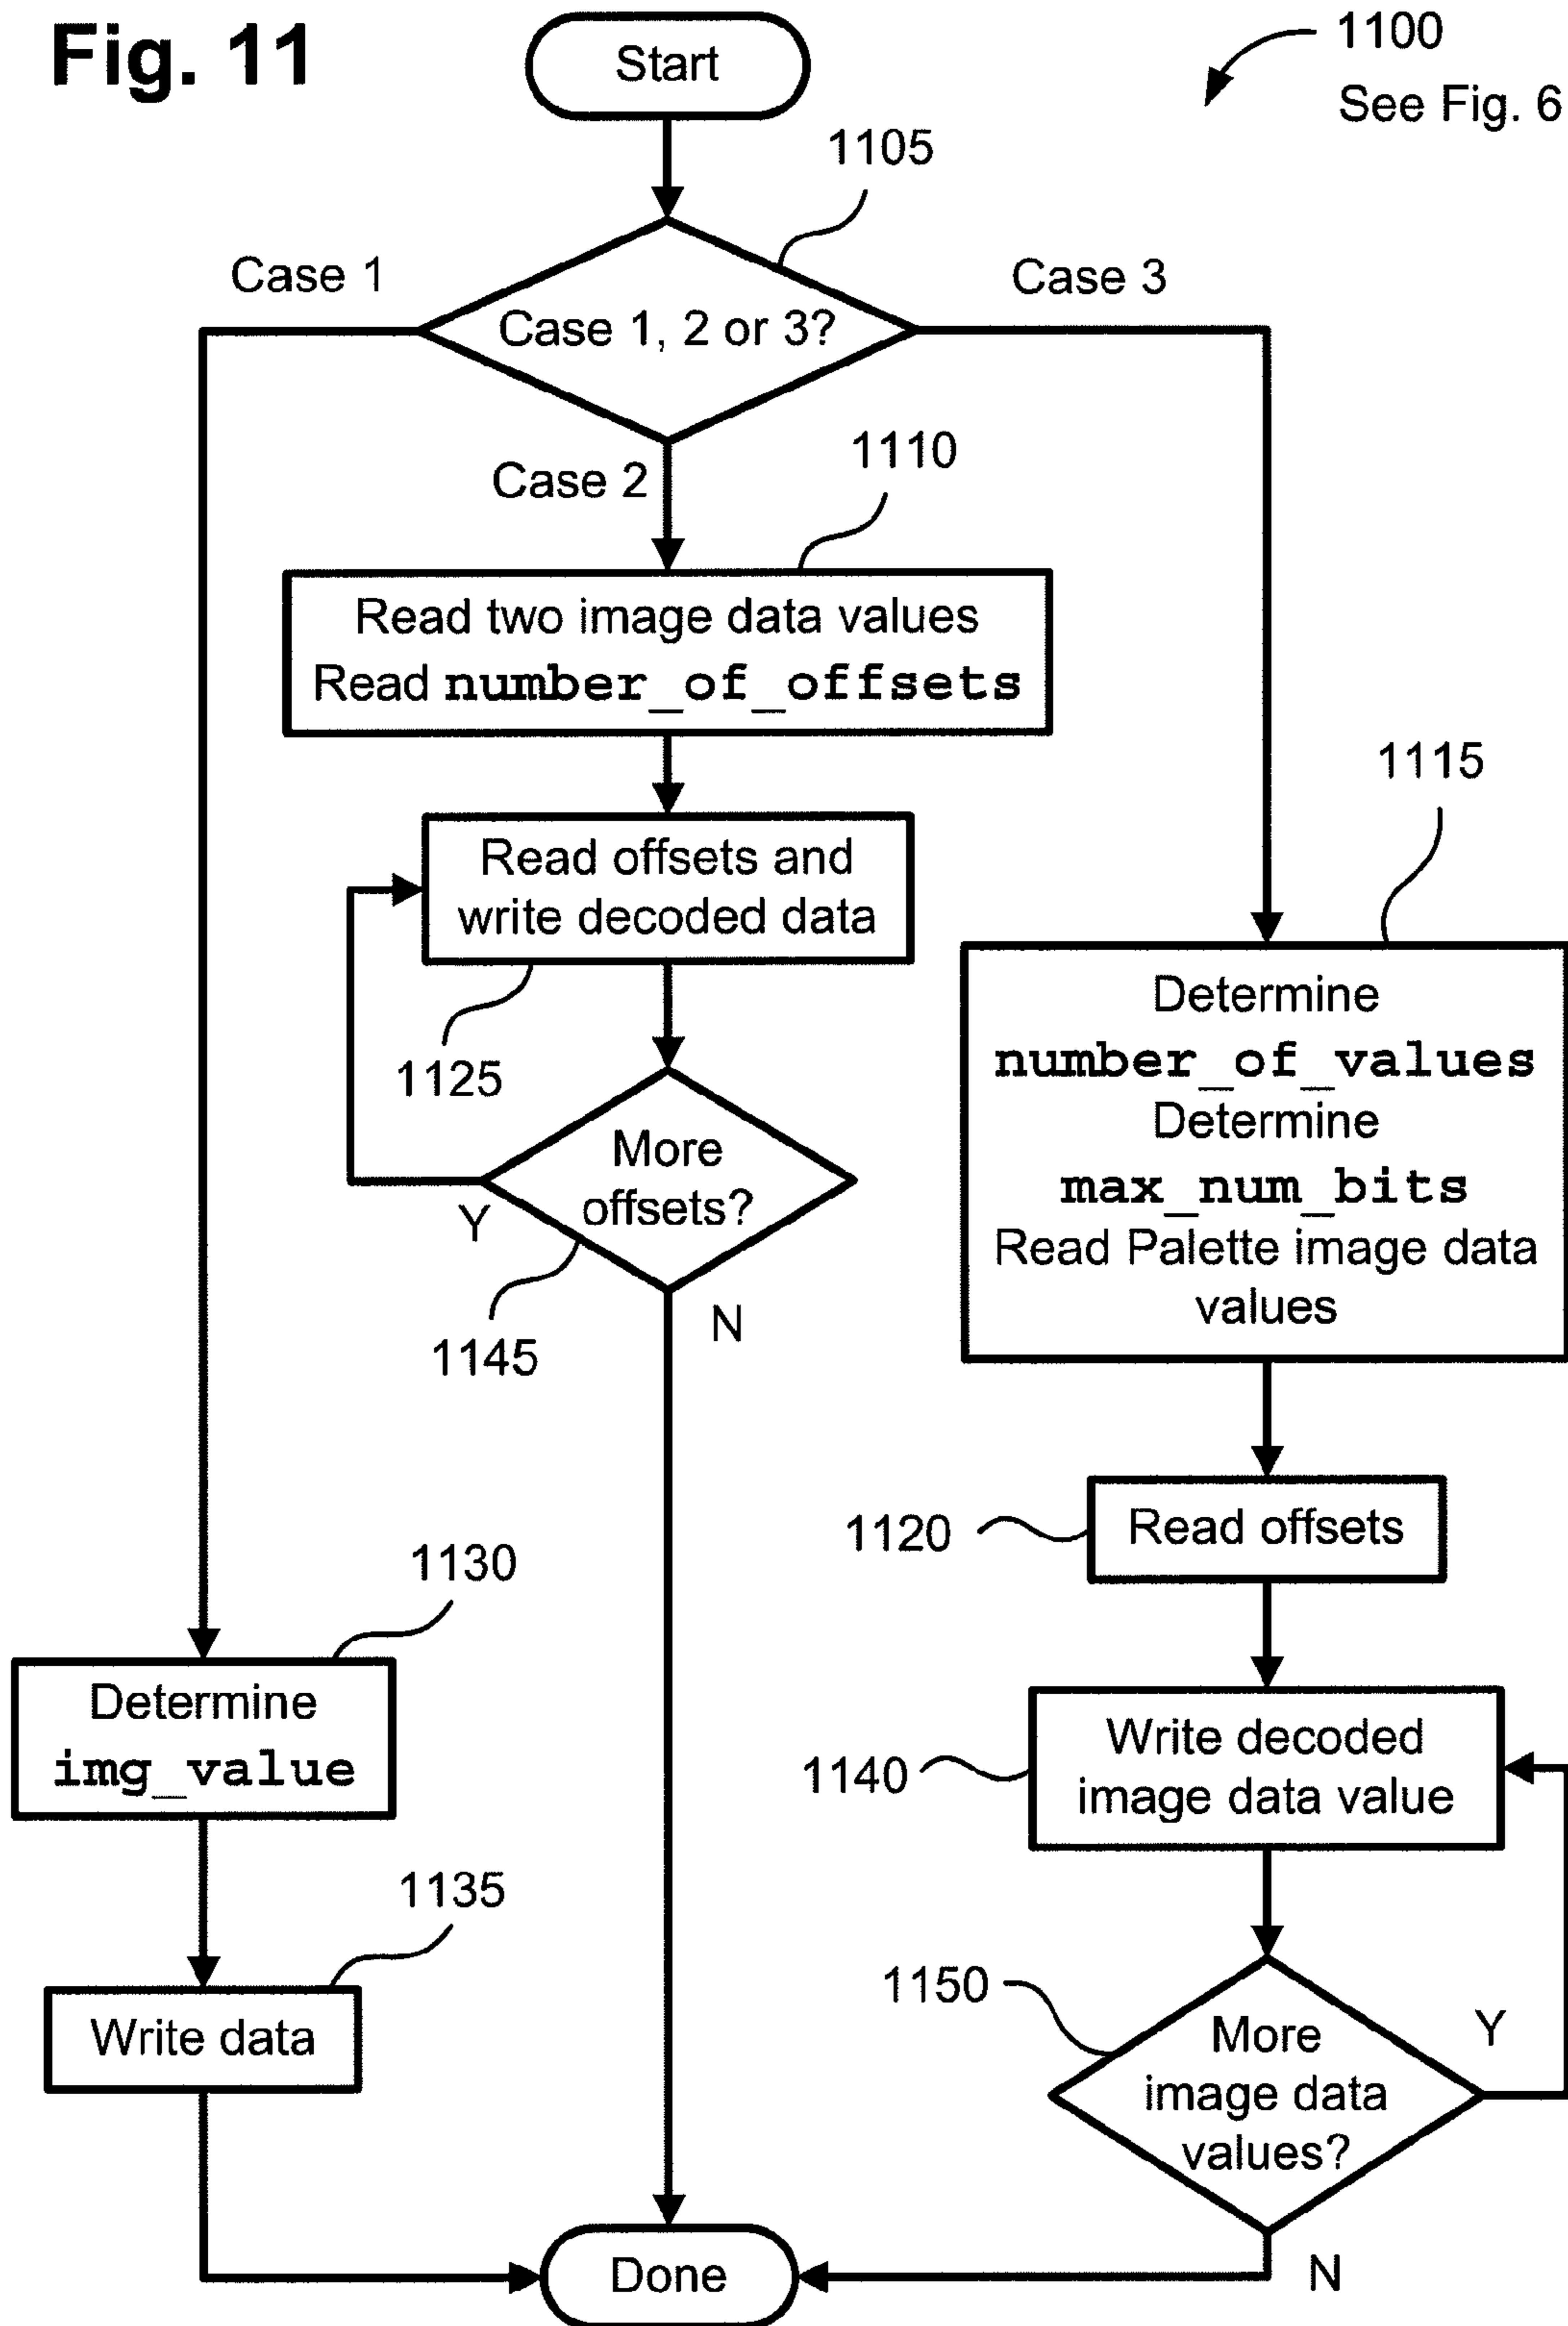 Fig. 11
Start
1100
See Fig. 6
1105
Case 1
Case 3
Case 1, 2 or 3?
Case 2
1110
Read two image data values
Read number_of_offsets
1115
Read offsets and
write decoded data
1125
Determine
number_of_values
Determine
max_num_bits
Read Palette image data
values
More
offsets?
Y
N
1145
1120
Read offsets
1130
Determine
img_value
Write decoded
image data value
1140
1135
Write data
1150
More
image data
values?
Y
N
Done